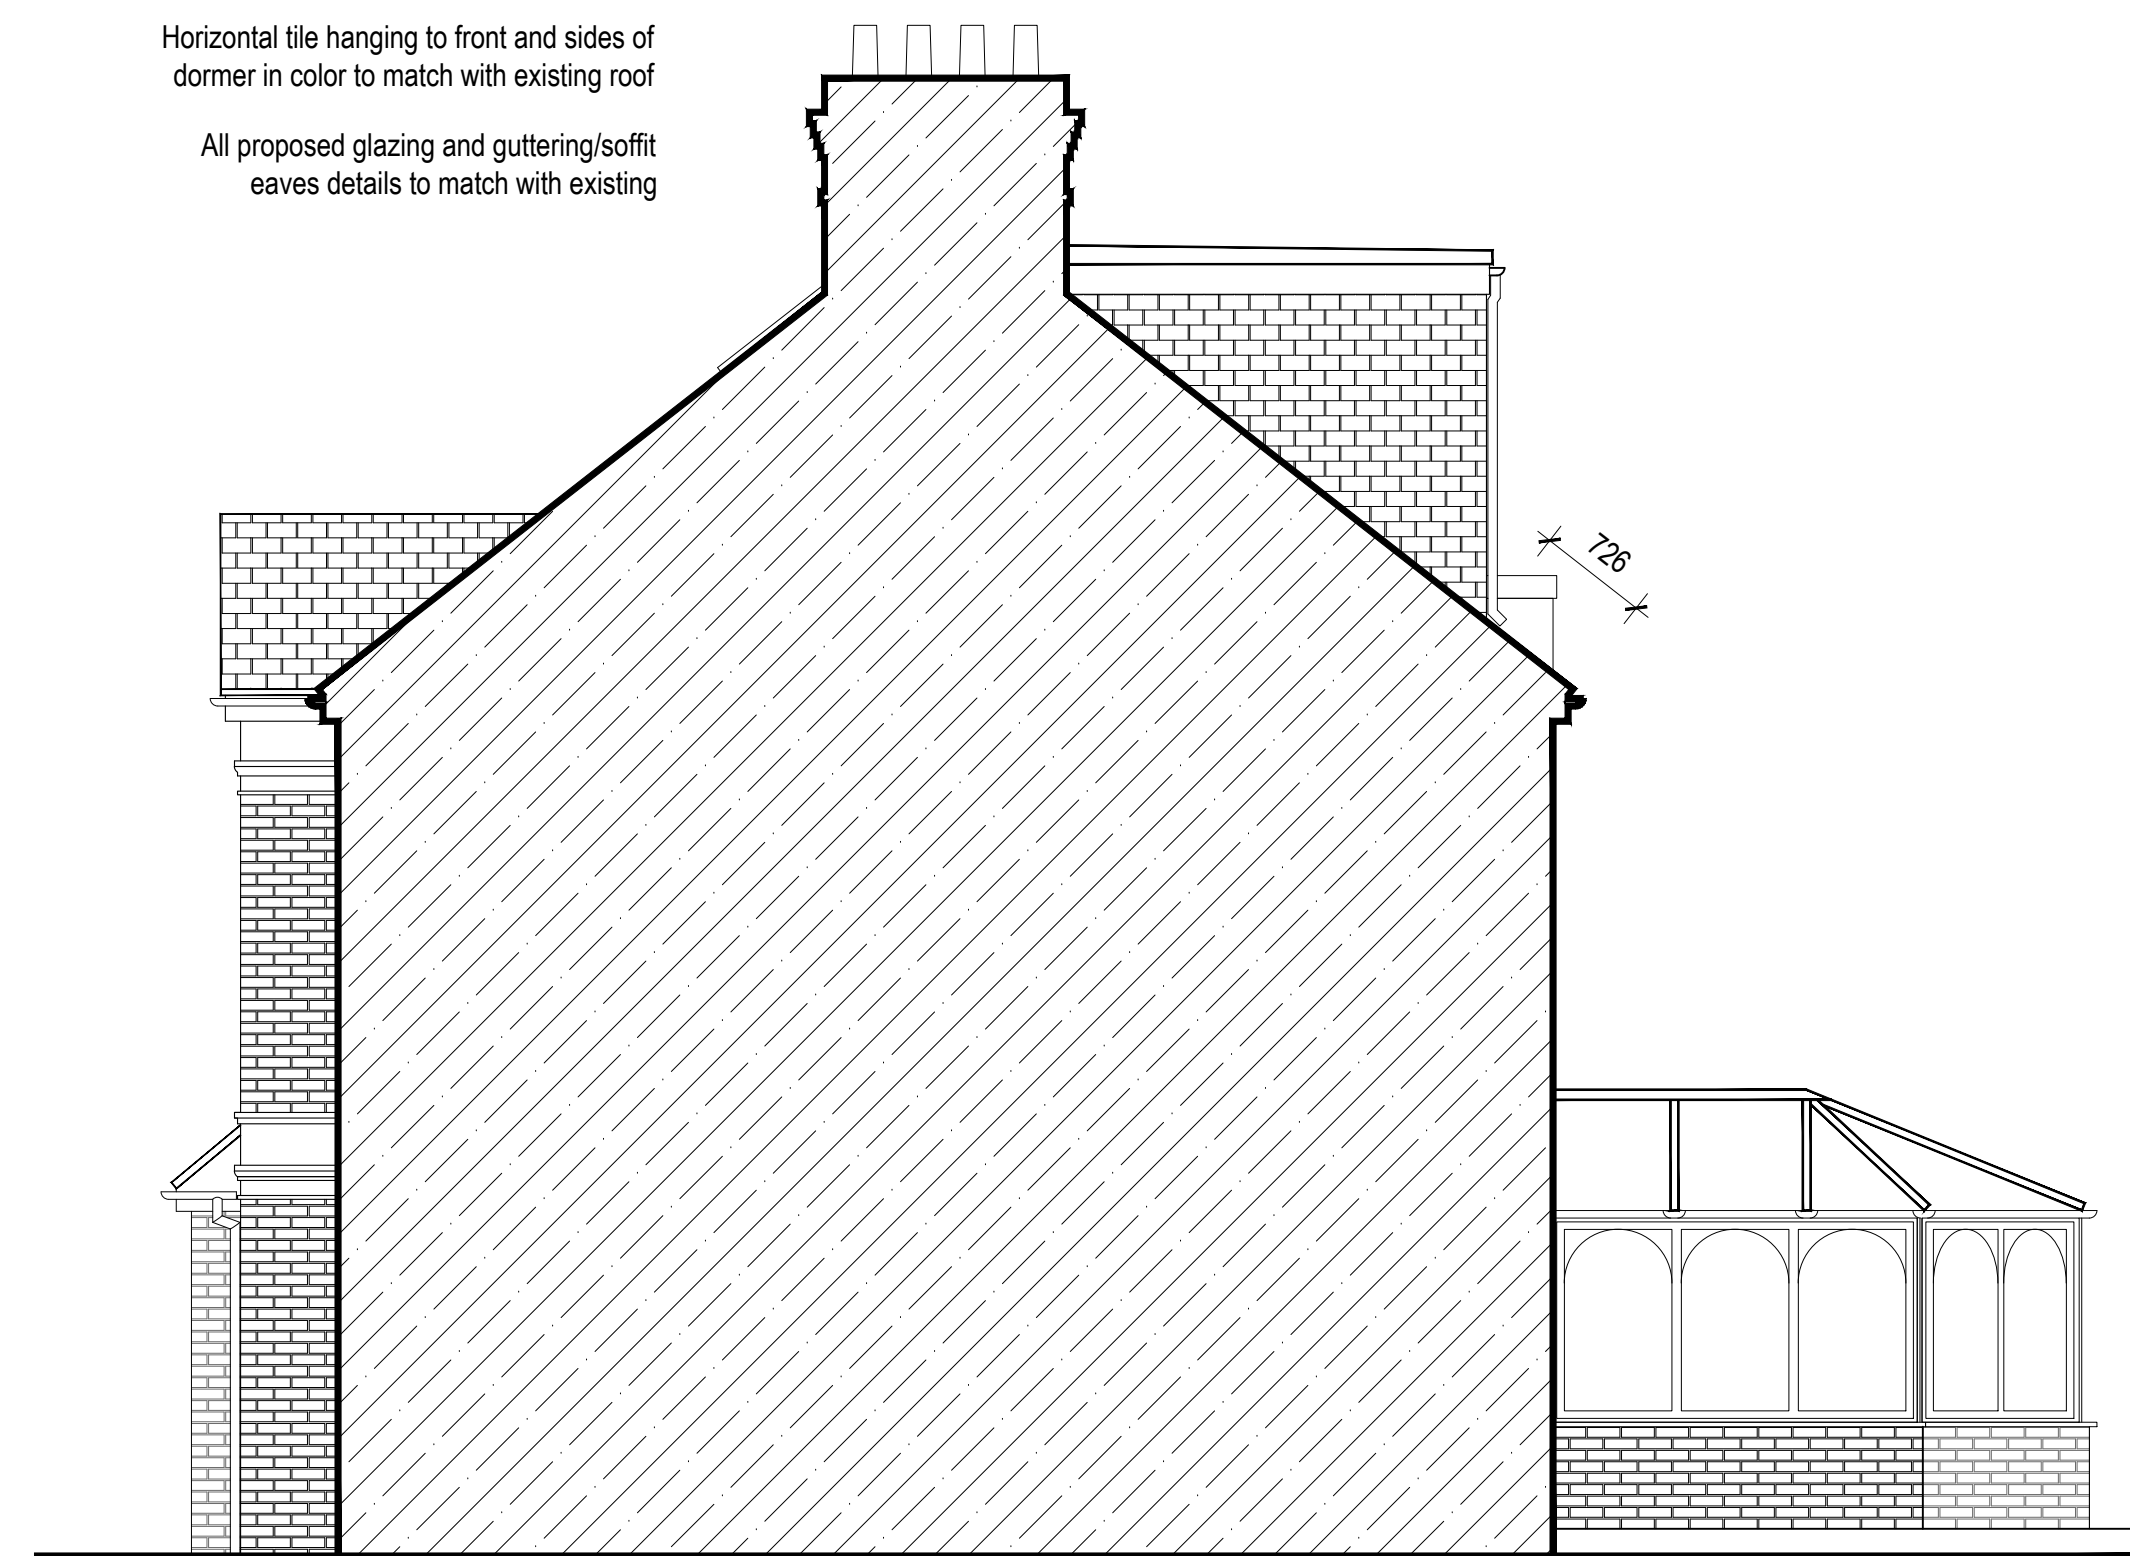 Horizontal tile hanging to front and sides of
dormer in color to match with existing roof
All proposed glazing and guttering/soffit
eaves details to match with existing
726